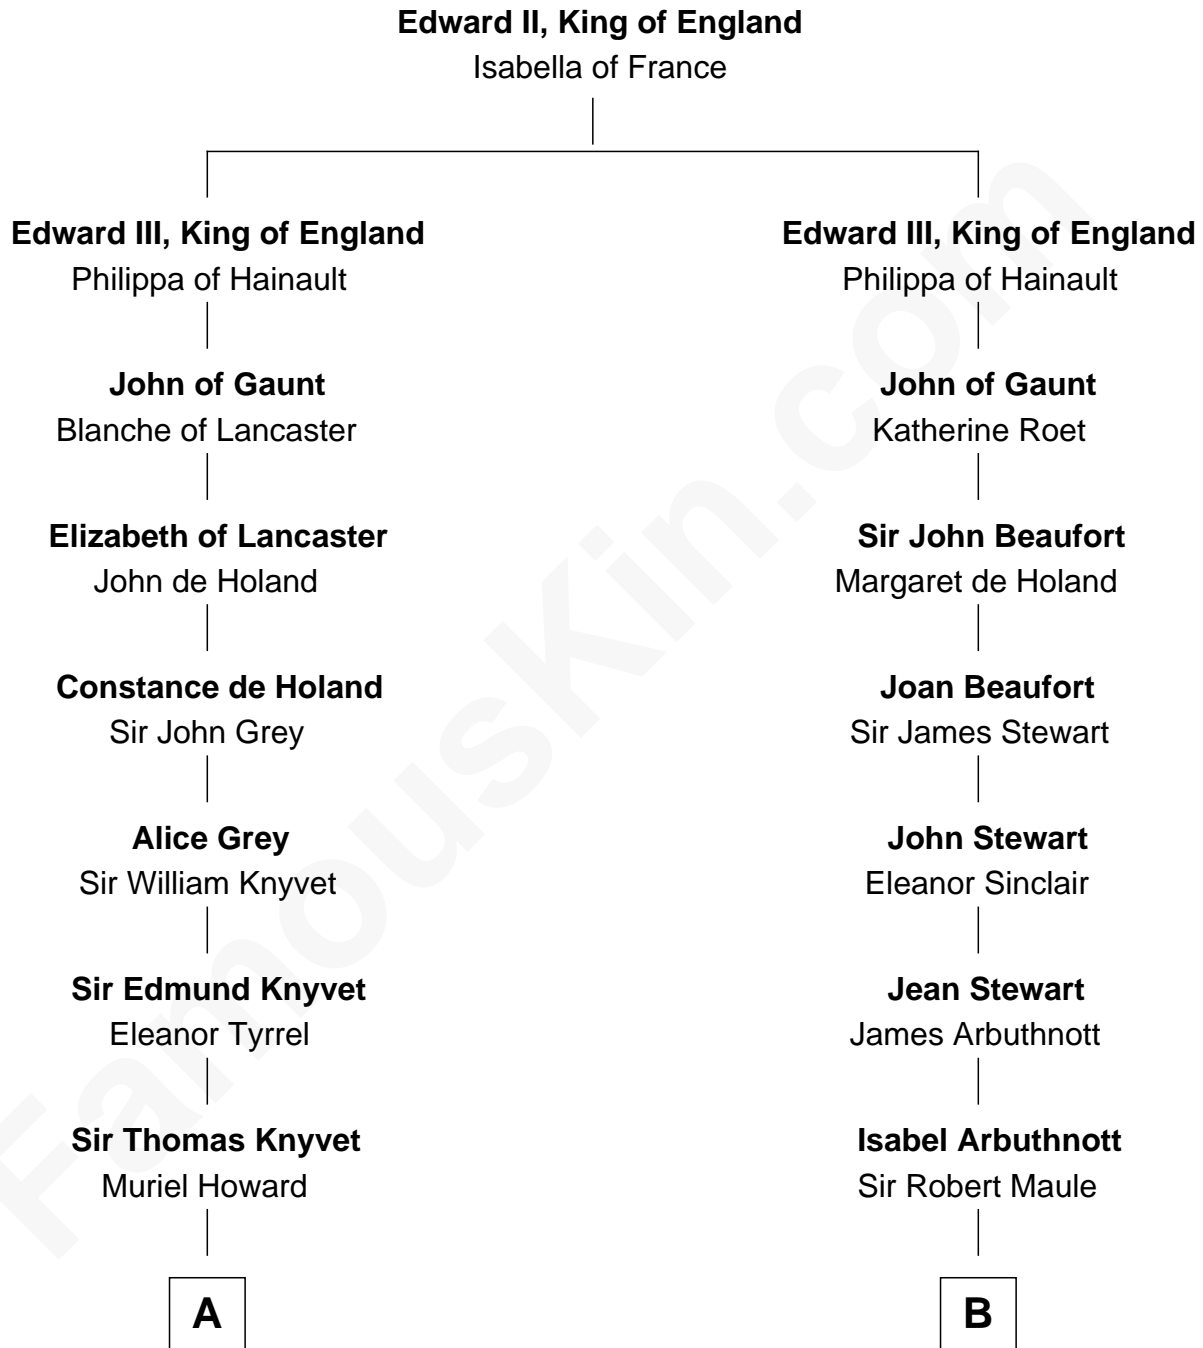 Edward II, King of England
Isabella of France
Edward III, King of England
Philippa of Hainault
John of Gaunt
Blanche of Lancaster
Elizabeth of Lancaster
John de Holand
Constance de Holand
Sir John Grey
Alice Grey
Sir William Knyvet
Sir Edmund Knyvet
Eleanor Tyrrel
Sir Thomas Knyvet
Muriel Howard
A
Edward III, King of England
Philippa of Hainault
John of Gaunt
Katherine Roet
Sir John Beaufort
Margaret de Holand
Joan Beaufort
Sir James Stewart
John Stewart
Eleanor Sinclair
Jean Stewart
James Arbuthnott
Isabel Arbuthnott
Sir Robert Maule
B
FamousKin.com